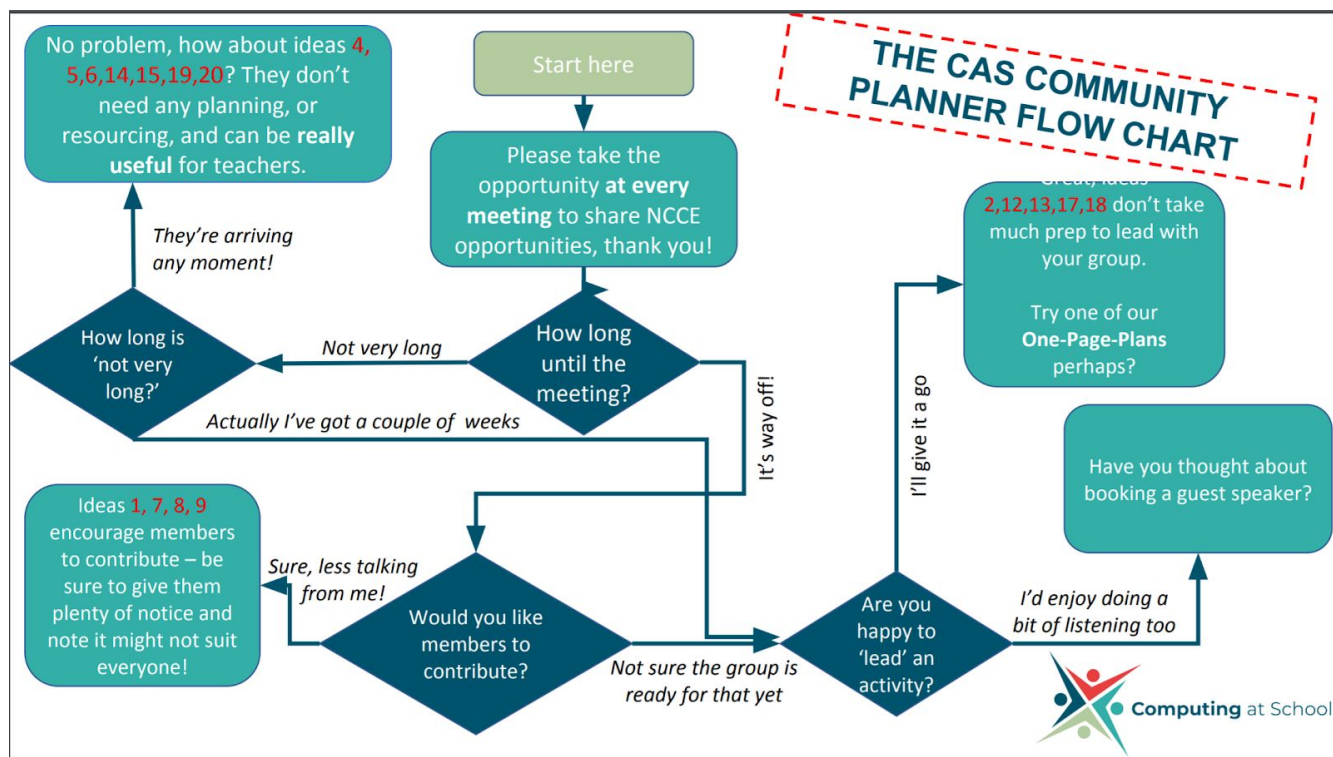 THE CAS COMMUNITY
PLANNER FLOW CHART
Start here
Please take the
opportunity at every
meeting to share NCCE
opportunities, thank you!
How long
until the
meeting?
Not very long
How long is
‘not very
long?’
They’re arriving
any moment!
No problem, how about ideas 4,
5,6,14,15,19,20? They don’t
need any planning, or
resourcing, and can be really
useful for teachers.
Actually I’ve got a couple of weeks
It’s way off!
Would you like
members to
contribute?
Sure, less talking
from me!
Ideas 1, 7, 8, 9
encourage members
to contribute – be
sure to give them
plenty of notice and
note it might not suit
everyone!
Not sure the group is
ready for that yet
Are you
happy to
‘lead’ an
activity?
I’ll give it a go
Great, ideas
2,12,13,17,18 don’t take
much prep to lead with
your group.
Try one of our
One-Page-Plans
perhaps?
I’d enjoy doing a
bit of listening too
Have you thought about
booking a guest speaker?
Computing at School